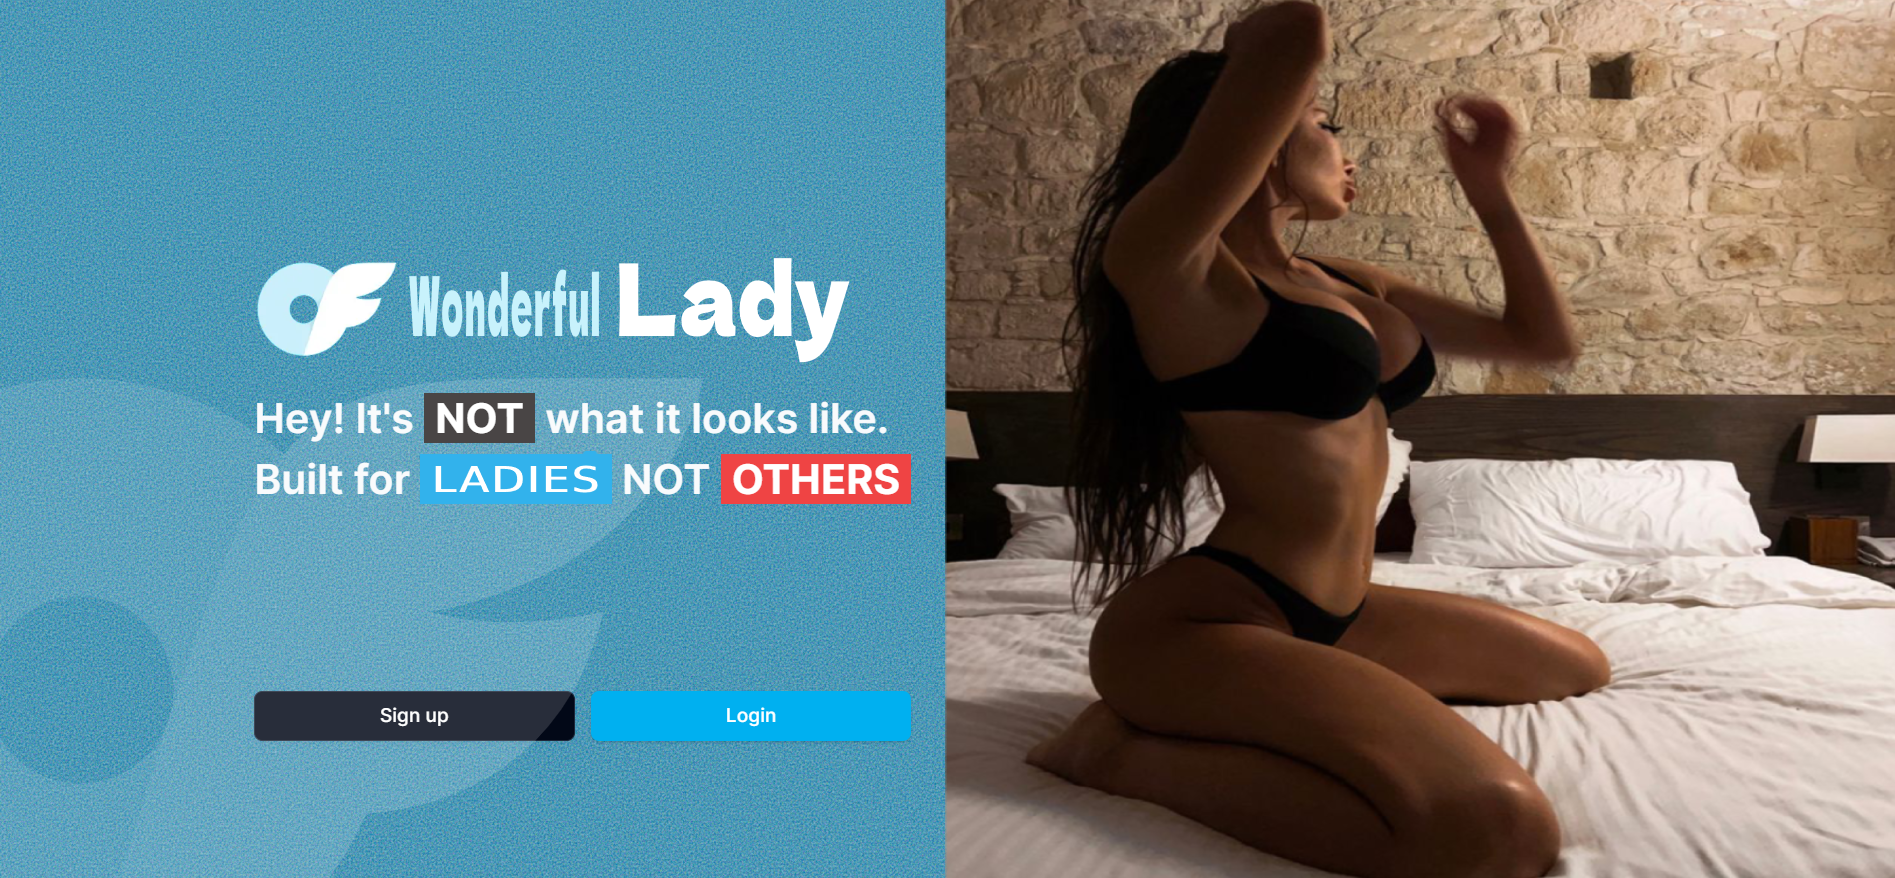 Wonderful Lady
Hey! It's NOT what it looks like.
Built for LADIES NOT OTHERS
Sign up
Login